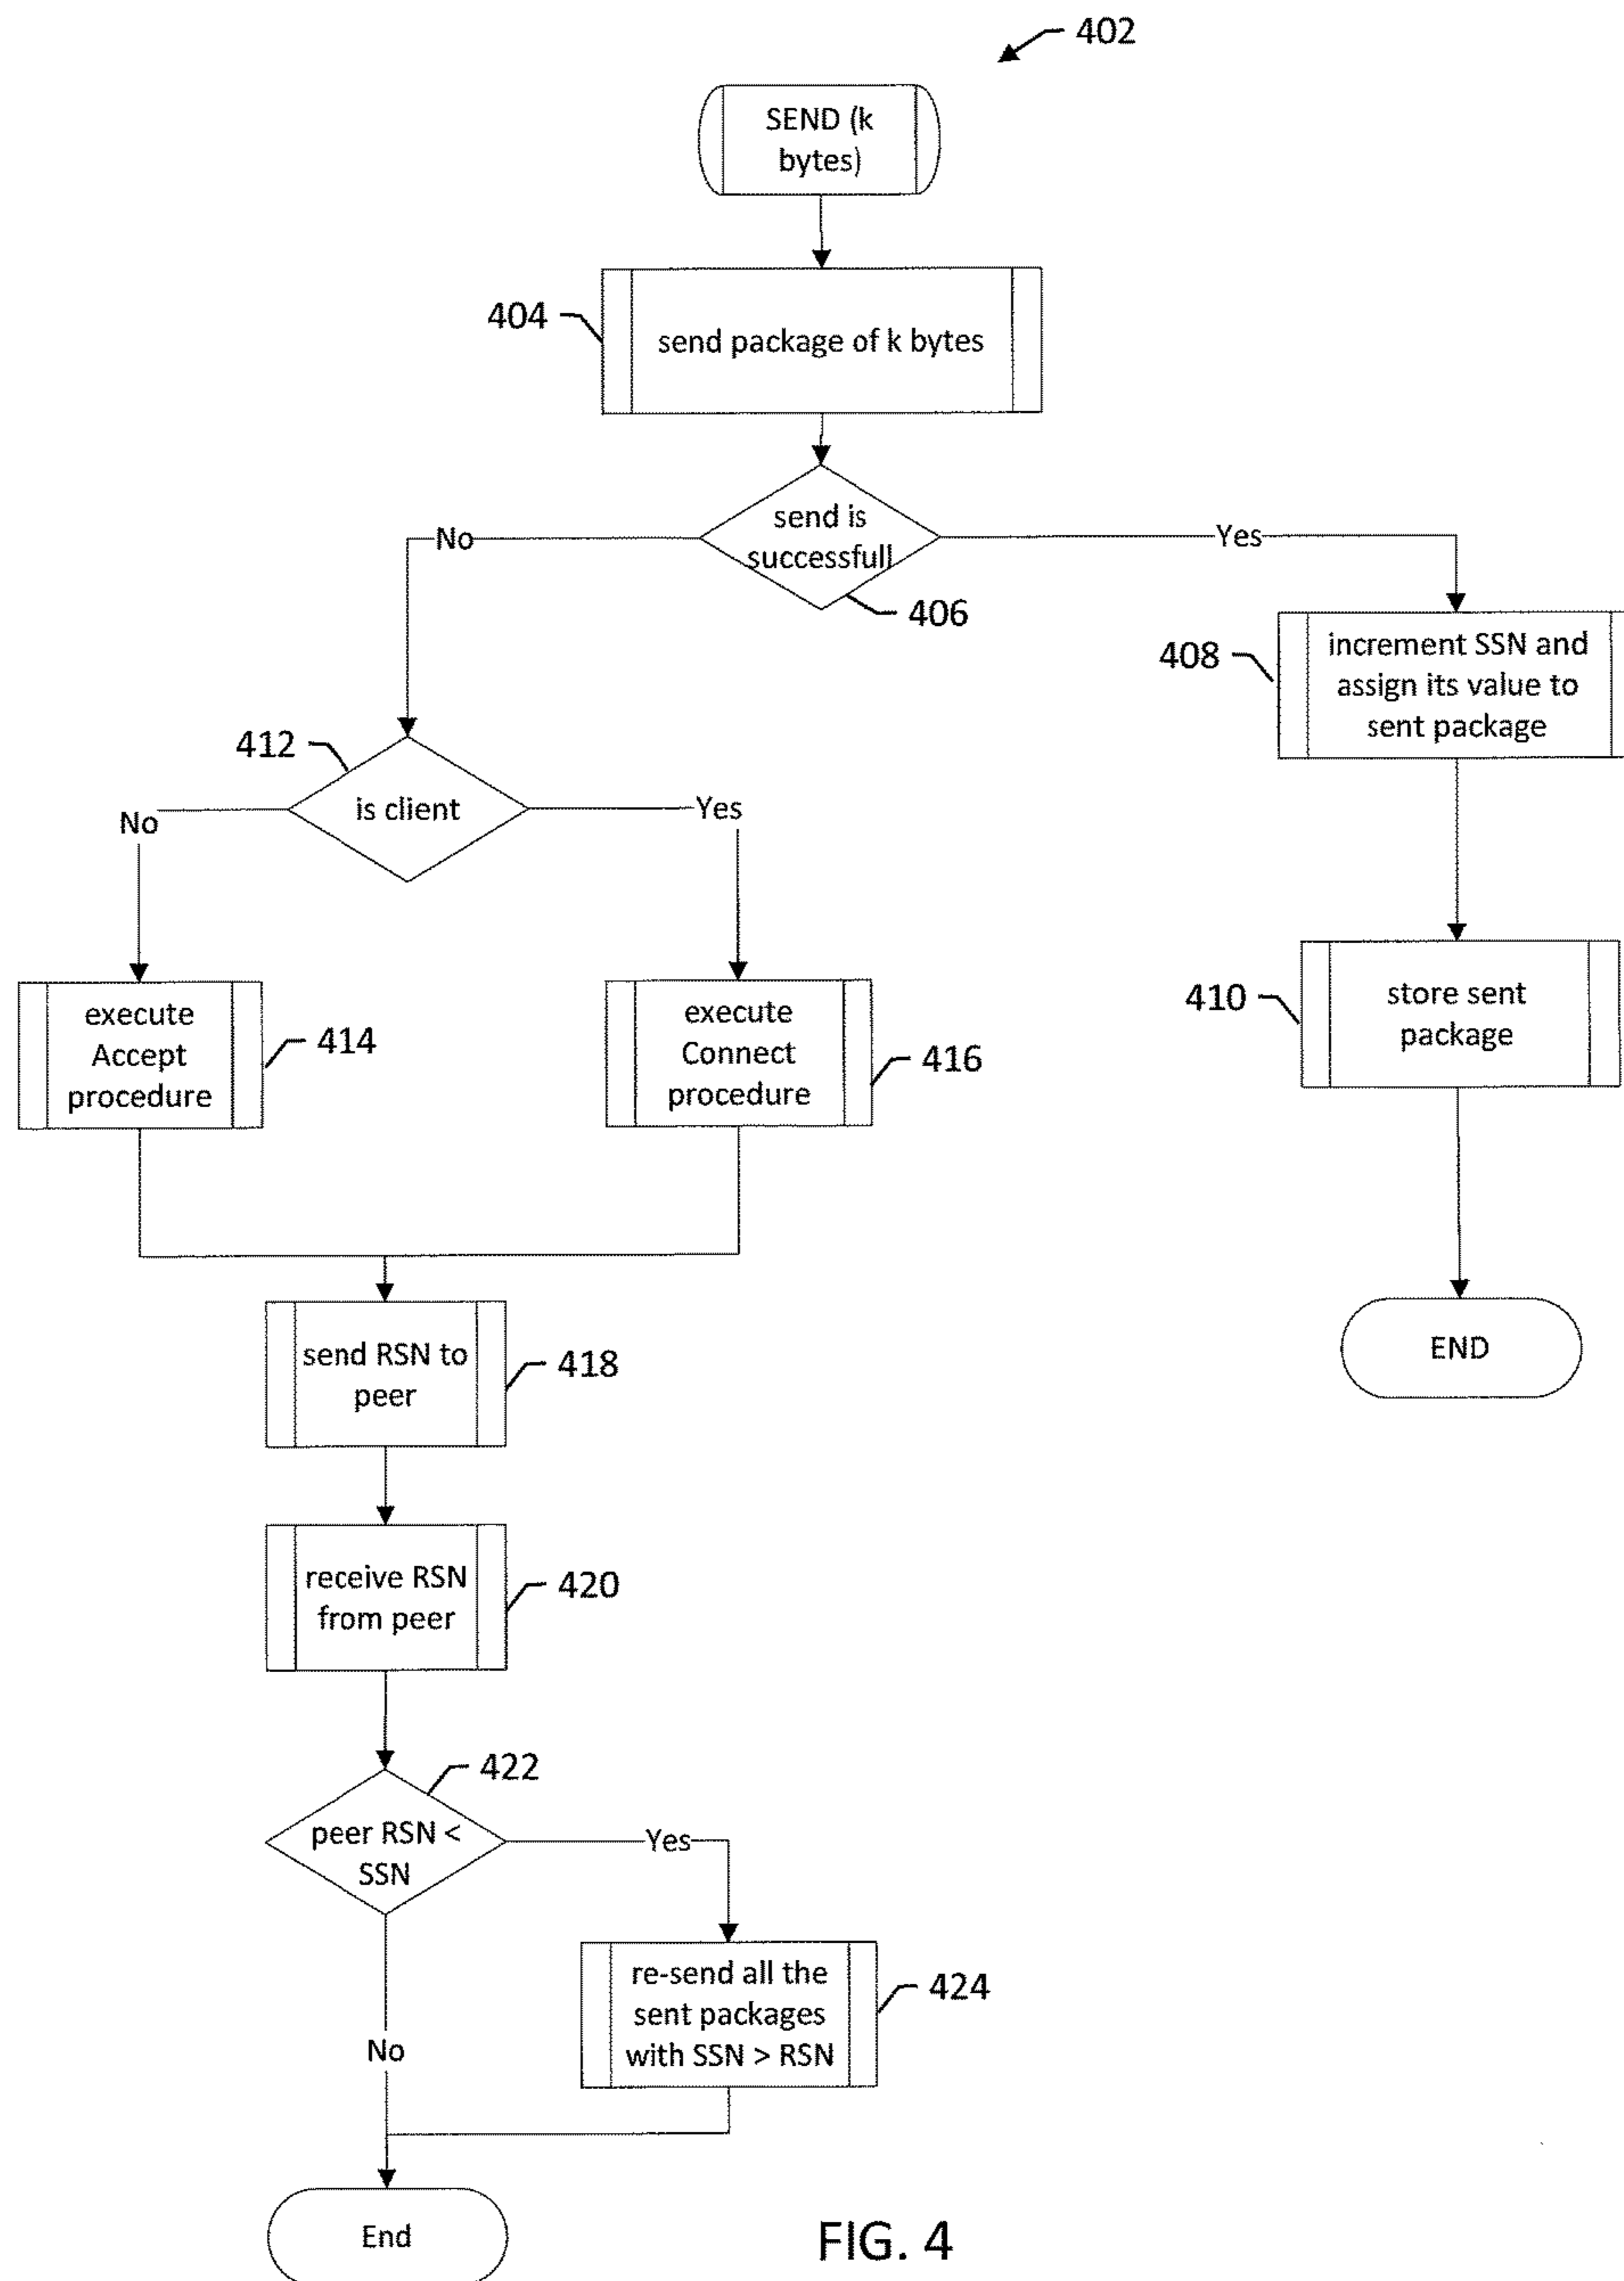 402
SEND (k
bytes)
404
send package of k bytes
send is
successfull
406
No
Yes
408
increment SSN and
assign its value to
sent package
412
is client
No
Yes
410
store sent
package
execute
Accept
procedure
414
execute
Connect
procedure
416
END
send RSN to
peer
418
receive RSN
from peer
420
422
peer RSN <
SSN
Yes
No
re-send all the
sent packages
with SSN > RSN
424
End
FIG. 4